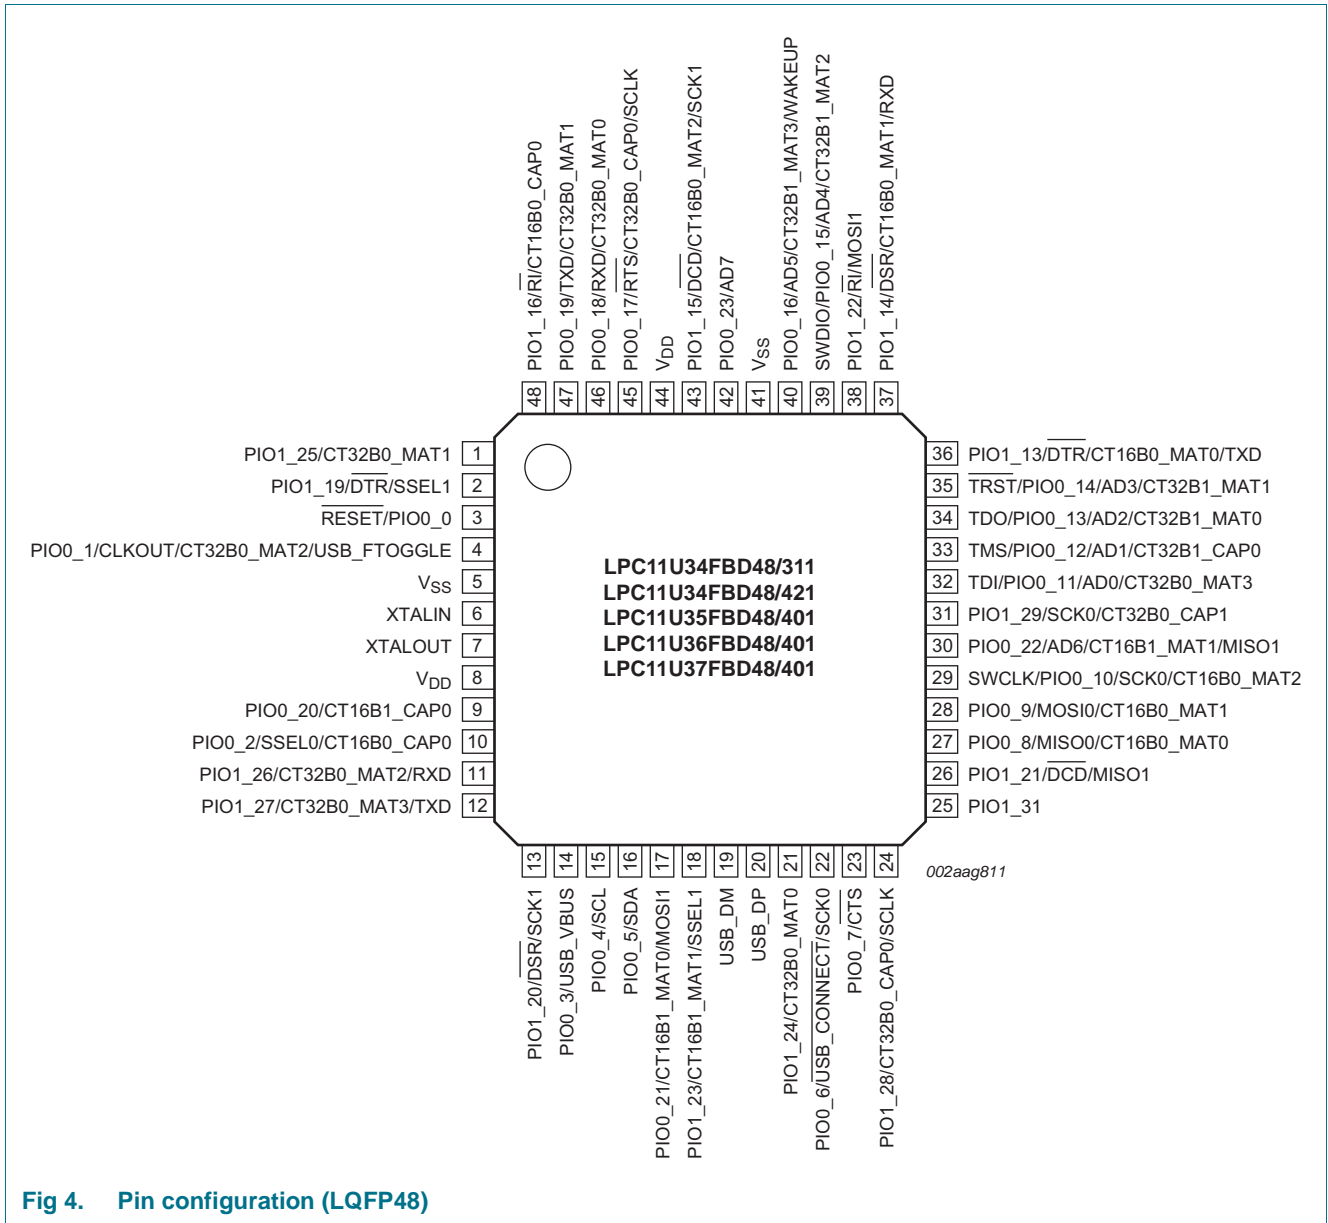 PIO1_16/RI/CT16B0_CAP0
PIO0_19/TXD/CT32B0_MAT1
PIO0_18/RXD/CT32B0_MAT0
PIO0_17/RTS/CT32B0_CAP0/SCLK
VDD
PIO1_15/DCD/CT16B0_MAT2/SCK1
PIO0_23/AD7
VSS
PIO0_16/AD5/CT32B1_MAT3/WAKEUP
SWDIO/PIO0_15/AD4/CT32B1_MAT2
PIO1_22/RI/MOSI1
PIO1_14/DSR/CT16B0_MAT1/RXD
48
47
46
45
44
43
42
41
40
39
38
37
PIO1_25/CT32B0_MAT1 1
PIO1_19/DTR/SSEL1 2
RESET/PIO0_0 3
PIO0_1/CLKOUT/CT32B0_MAT2/USB_FTOGGLE 4
VSS 5
XTALIN 6
XTALOUT 7
VDD 8
PIO0_20/CT16B1_CAP0 9
PIO0_2/SSEL0/CT16B0_CAP0 10
PIO1_26/CT32B0_MAT2/RXD 11
PIO1_27/CT32B0_MAT3/TXD 12
LPC11U34FBD48/311
LPC11U34FBD48/421
LPC11U35FBD48/401
LPC11U36FBD48/401
LPC11U37FBD48/401
36 PIO1_13/DTR/CT16B0_MAT0/TXD
35 TRST/PIO0_14/AD3/CT32B1_MAT1
34 TDO/PIO0_13/AD2/CT32B1_MAT0
33 TMS/PIO0_12/AD1/CT32B1_CAP0
32 TDI/PIO0_11/AD0/CT32B0_MAT3
31 PIO1_29/SCK0/CT32B0_CAP1
30 PIO0_22/AD6/CT16B1_MAT1/MISO1
29 SWCLK/PIO0_10/SCK0/CT16B0_MAT2
28 PIO0_9/MOSI0/CT16B0_MAT1
27 PIO0_8/MISO0/CT16B0_MAT0
26 PIO1_21/DCD/MISO1
25 PIO1_31
13
14
15
16
17
18
19
20
21
22
23
24
002aag811
PIO1_20/DSR/SCK1
PIO0_3/USB_VBUS
PIO0_4/SCL
PIO0_5/SDA
PIO0_21/CT16B1_MAT0/MOSI1
PIO1_23/CT16B1_MAT1/SSEL1
USB_DM
USB_DP
PIO1_24/CT32B0_MAT0
PIO0_6/USB_CONNECT/SCK0
PIO0_7/CTS
PIO1_28/CT32B0_CAP0/SCLK
Fig 4. Pin configuration (LQFP48)